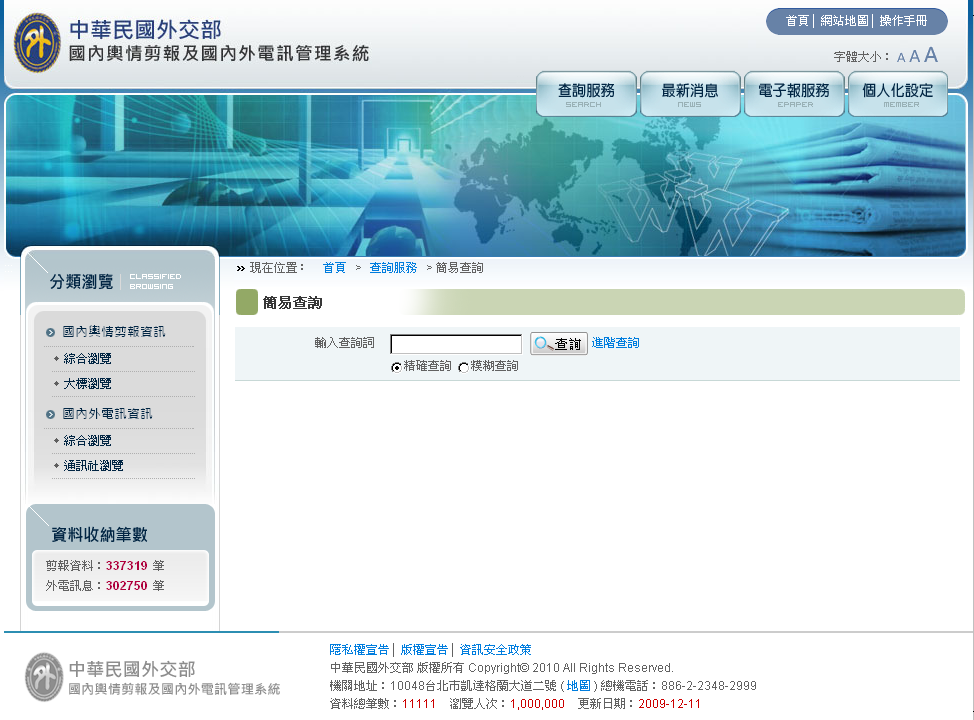 中華民國外交部
國內輿情剪報及國內外電訊管理系統
首頁│ 網站地圖│ 操作手冊
字體大小： A A A
查詢服務 最新消息 電子報服務 個人化設定
SEARCH NEWS EPAPER MEMBER
WWW
分類瀏覽 CLASSIFIED
BROWSING
國內輿情剪報資訊
綜合瀏覽
大標瀏覽
國內外電訊資訊
綜合瀏覽
通訊社瀏覽
資料收納筆數
剪報資料：337319 筆
外電訊息：302750 筆
現在位置： 首頁 > 查詢服務 > 簡易查詢
簡易查詢
輸入查詢詞 查詢 進階查詢
精確查詢 模糊查詢
中華民國外交部
國內輿情剪報及國內外電訊管理系統
隱私權宣告│ 版權宣告│ 資訊安全政策
中華民國外交部 版權所有 Copyright© 2010 All Rights Reserved.
機關地址：10048台北市凱達格蘭大道二號 ( 地圖 ) 總機電話：886-2-2348-2999
資料總筆數：11111 瀏覽人次：1,000,000 更新日期：2009-12-11